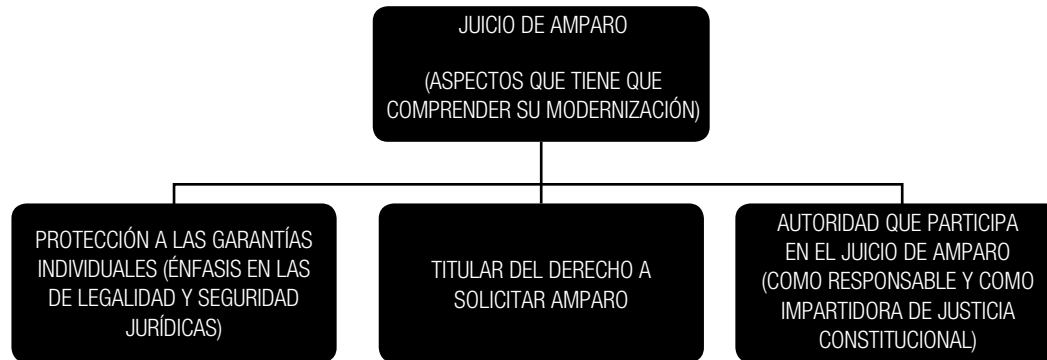 JUICIO DE AMPARO
(ASPECTOS QUE TIENE QUE
COMPRENDER SU MODERNIZACIÓN)
PROTECCIÓN A LAS GARANTÍAS
INDIVIDUALES (ÉNFASIS EN LAS
DE LEGALIDAD Y SEGURIDAD
JURÍDICAS)
TITULAR DEL DERECHO A
SOLICITAR AMPARO
AUTORIDAD QUE PARTICIPA
EN EL JUICIO DE AMPARO
(COMO RESPONSABLE Y COMO
IMPARTIDORA DE JUSTICIA
CONSTITUCIONAL)